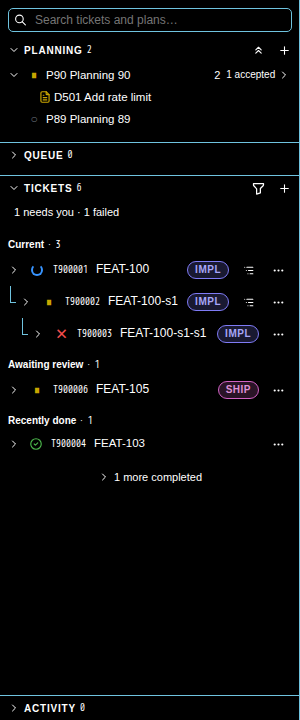 Search tickets and plans…
PLANNING 2
P90 Planning 90 2 1 accepted
D501 Add rate limit
P89 Planning 89
QUEUE 0
TICKETS 6
1 needs you · 1 failed
Current · 3
T900001 FEAT-100 IMPL
T900002 FEAT-100-s1 IMPL
T900003 FEAT-100-s1-s1 IMPL
Awaiting review · 1
T900006 FEAT-105 SHIP
Recently done · 1
T900004 FEAT-103
1 more completed
ACTIVITY 0